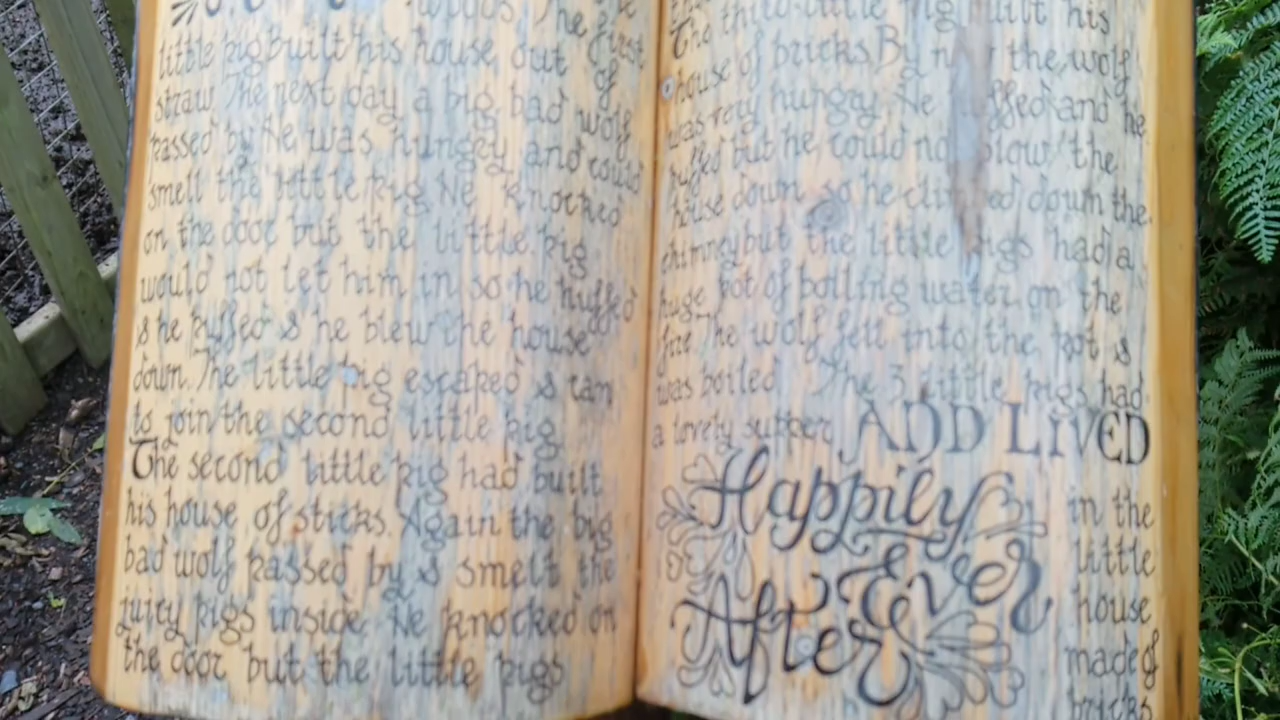 woods. The first
little pig built his house out of
straw. The next day a big bad wolf
passed by. He was hungry and could
smell the little pig. He knocked
on the door but the little pig
would not let him in so he huffed
& he puffed & he blew the house
down. The little pig escaped & ran
to join the second little pig.
The second little pig had built
his house of sticks. Again the big
bad wolf passed by & smelt the
juicy pigs inside. He knocked on
the door but the little pigs
The third little pig built his
house of bricks. By the wolf
was very hungry. He and he
puffed but he could not blow the
house down so he down the
chimney but the little pigs had a
huge pot of boiling water on the
fire. The wolf fell into the pot &
was boiled. The 3 little pigs had
a lovely supper AND LIVED
Happily
Ever
After
in the
little
house
made of
bricks